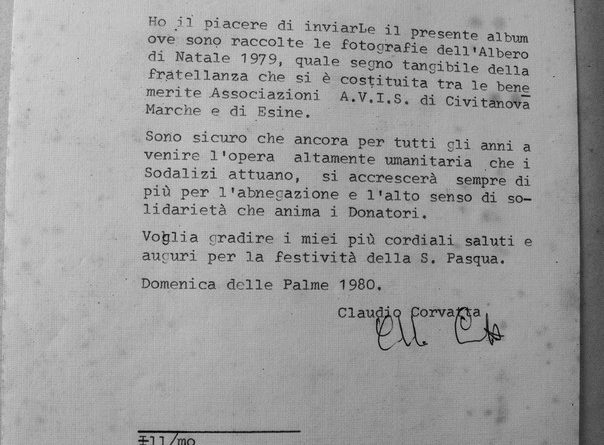 Ho il piacere di inviarLe il presente album
ove sono raccolte le fotografie dell'Albero
di Natale 1979, quale segno tangibile della
fratellanza che si è costituita tra le bene
merite Associazioni A.V.I.S. di Civitanova
Marche e di Esine.
Sono sicuro che ancora per tutti gli anni a
venire l'opera altamente umanitaria che i
Sodalizi attuano, si accrescerà sempre di
più per l'abnegazione e l'alto senso di so-
lidarietà che anima i Donatori.
Voglia gradire i miei più cordiali saluti e
auguri per la festività della S. Pasqua.
Domenica delle Palme 1980.
Claudio Corvatta